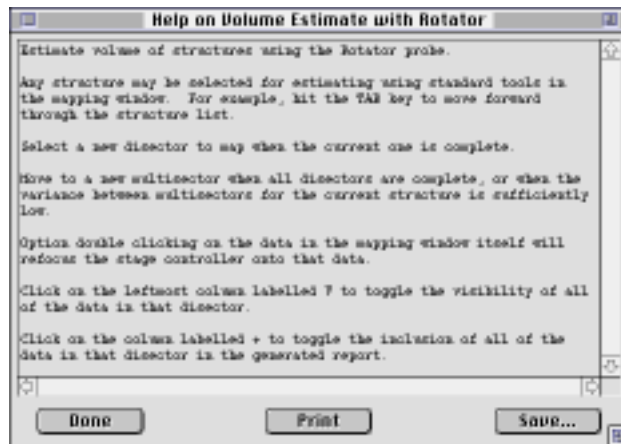 Help on Volume Estimate with Rotator
Estimate volume of structures using the Rotator probe.
Any structure may be selected for estimating using standard tools in
the mapping window. For example, hit the TAB key to move forward
through the structure list.
Select a new disector to map when the current one is complete.
Move to a new multisector when all disectors are complete, or when the
variance between multisectors for the current structure is sufficiently
low.
Option double clicking on the data in the mapping window itself will
refocus the stage controller onto that data.
Click on the leftmost column labelled ? to toggle the visibility of all
of the data in that disector.
Click on the column labelled + to toggle the inclusion of all of the
data in that disector in the generated report.
Done Print Save...